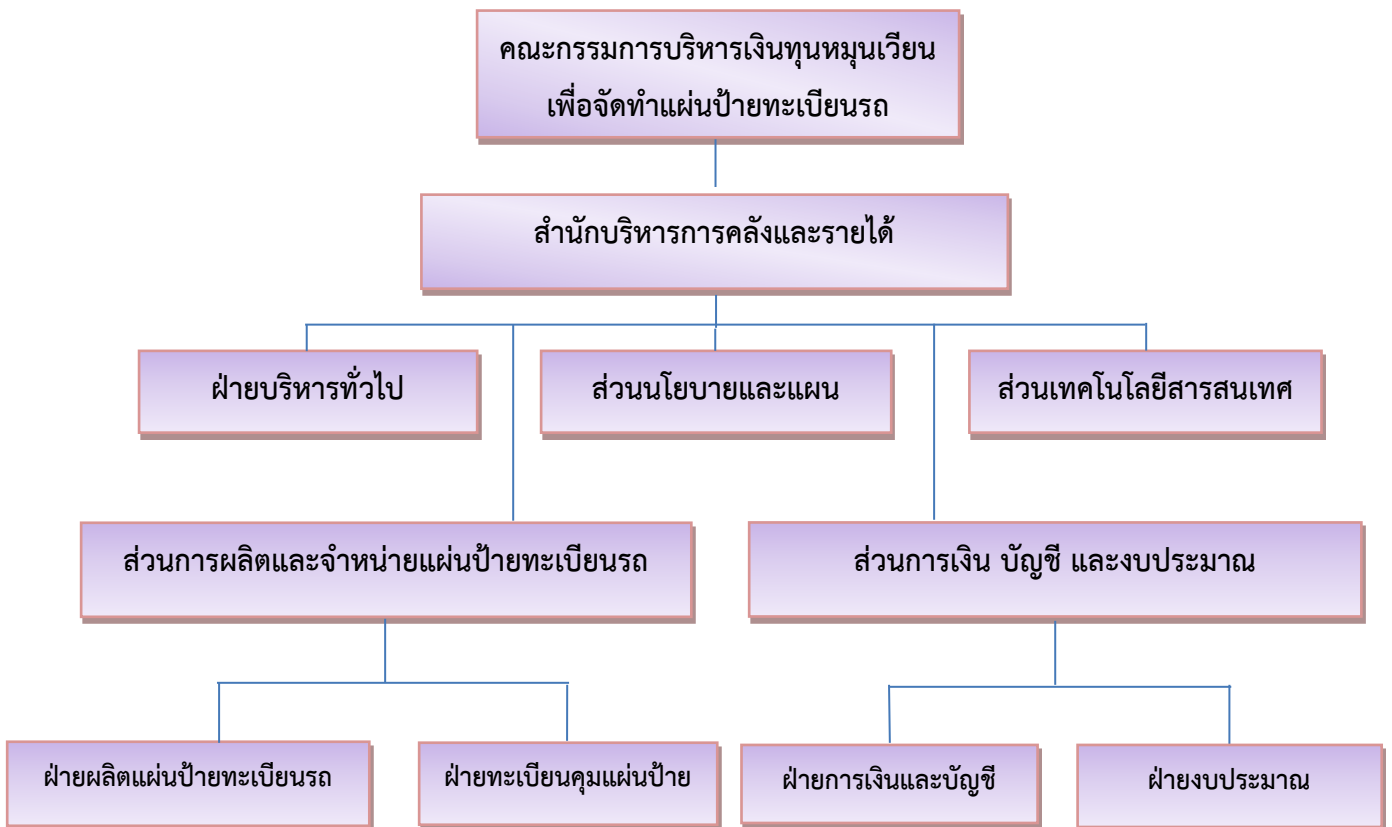 คณะกรรมการบริหารเงินทุนหมุนเวียน
เพื่อจัดทำแผ่นป้ายทะเบียนรถ
สำนักบริหารการคลังและรายได้
ฝ่ายบริหารทั่วไป
ส่วนนโยบายและแผน
ส่วนเทคโนโลยีสารสนเทศ
ส่วนการผลิตและจำหน่ายแผ่นป้ายทะเบียนรถ
ส่วนการเงิน บัญชี และงบประมาณ
ฝ่ายผลิตแผ่นป้ายทะเบียนรถ
ฝ่ายทะเบียนคุมแผ่นป้าย
ฝ่ายการเงินและบัญชี
ฝ่ายงบประมาณ